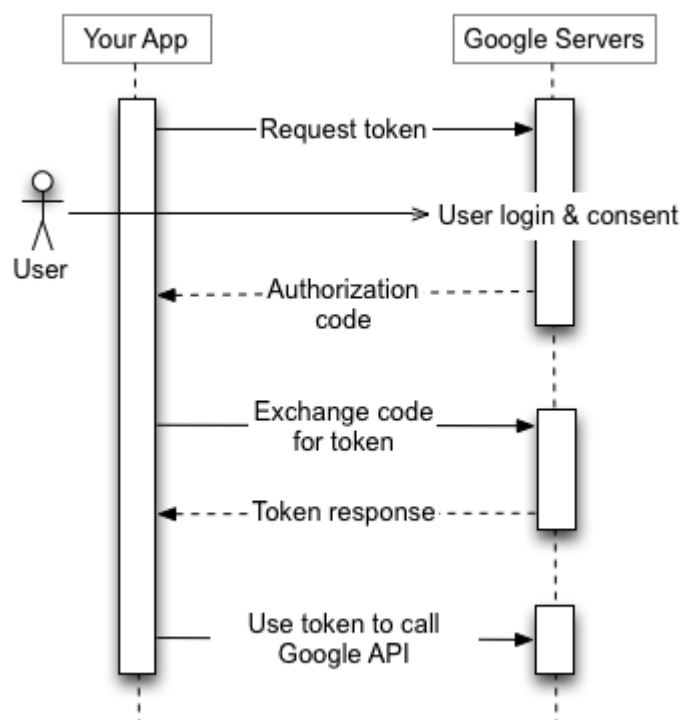 Your App
Google Servers
Request token
User login & consent
User
Authorization
code
Exchange code
for token
Token response
Use token to call
Google API